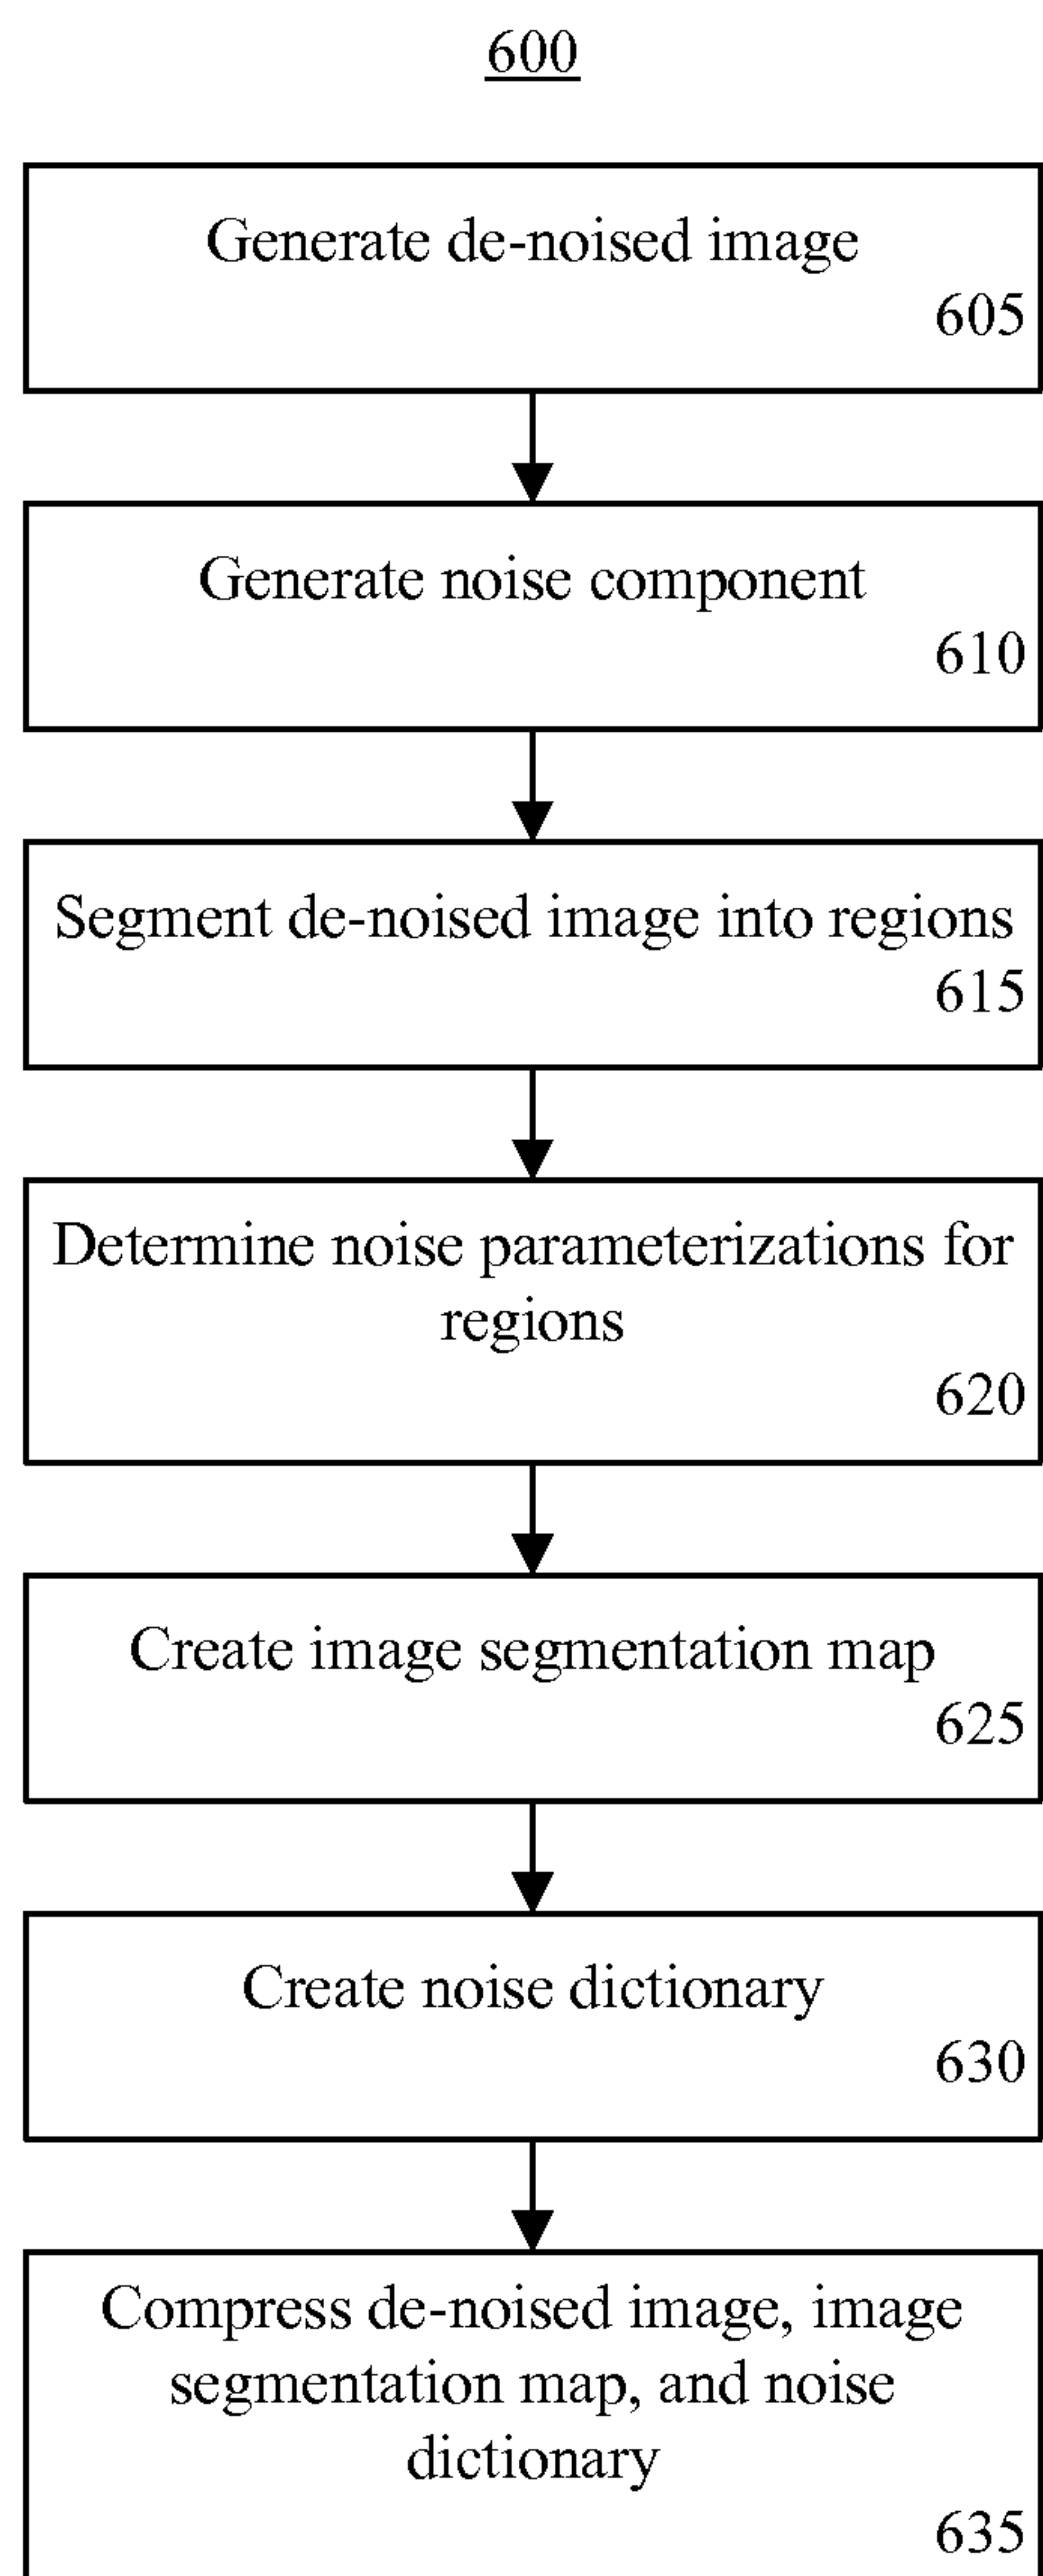 600
Generate de-noised image
605
Generate noise component
610
Segment de-noised image into regions
615
Determine noise parameterizations for
regions
620
Create image segmentation map
625
Create noise dictionary
630
Compress de-noised image, image
segmentation map, and noise
dictionary
635